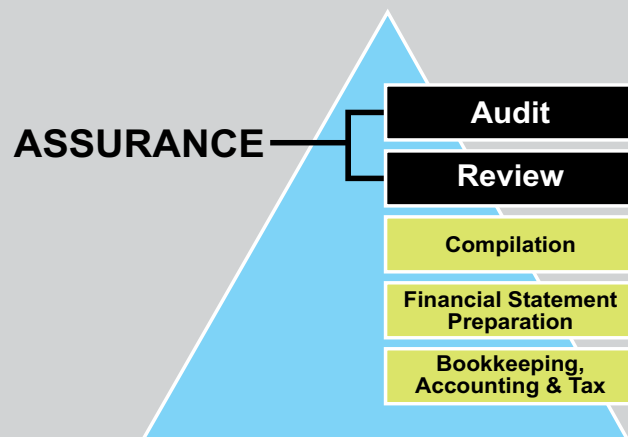 Audit
ASSURANCE
Review
Compilation
Financial Statement
Preparation
Bookkeeping,
Accounting & Tax